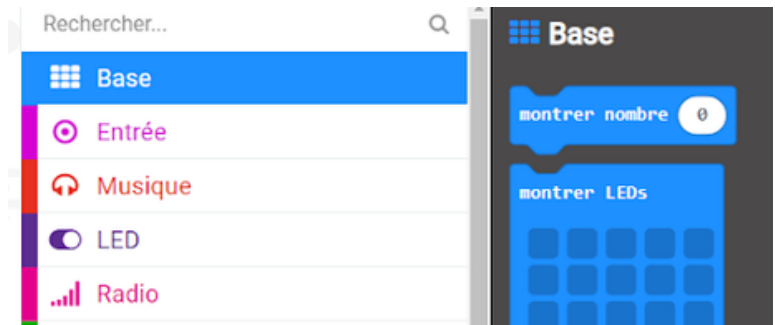 Rechercher...
Base
Entrée
Musique
LED
Radio
Base
montrer nombre 0
montrer LEDs